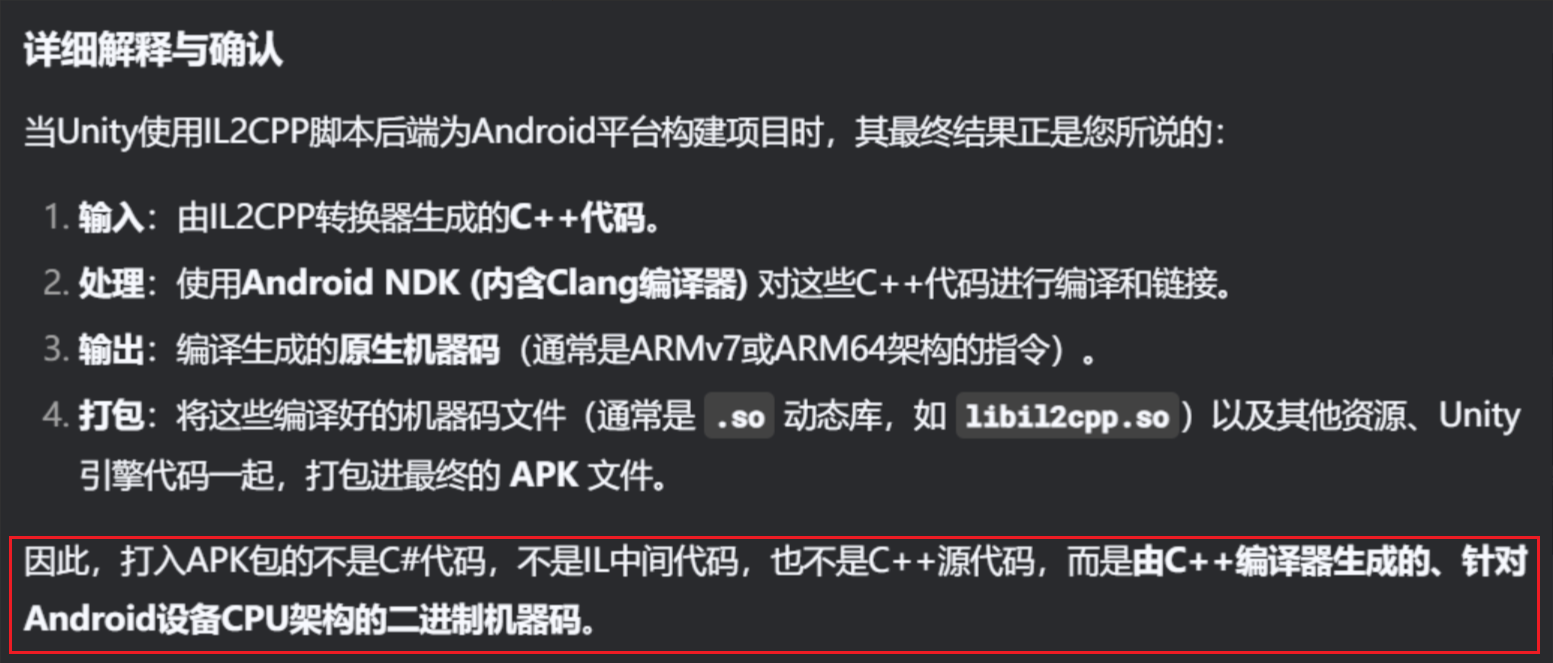 详细解释与确认
当Unity使用IL2CPP脚本后端为Android平台构建项目时，其最终结果正是您所说的：
1. 输入：由IL2CPP转换器生成的C++代码。
2. 处理：使用Android NDK (内含Clang编译器) 对这些C++代码进行编译和链接。
3. 输出：编译生成的原生机器码（通常是ARMv7或ARM64架构的指令）。
4. 打包：将这些编译好的机器码文件（通常是 .so 动态库，如 libil2cpp.so）以及其他资源、Unity
引擎代码一起，打包进最终的 APK 文件。
因此，打入APK包的不是C#代码，不是IL中间代码，也不是C++源代码，而是由C++编译器生成的、针对
Android设备CPU架构的二进制机器码。